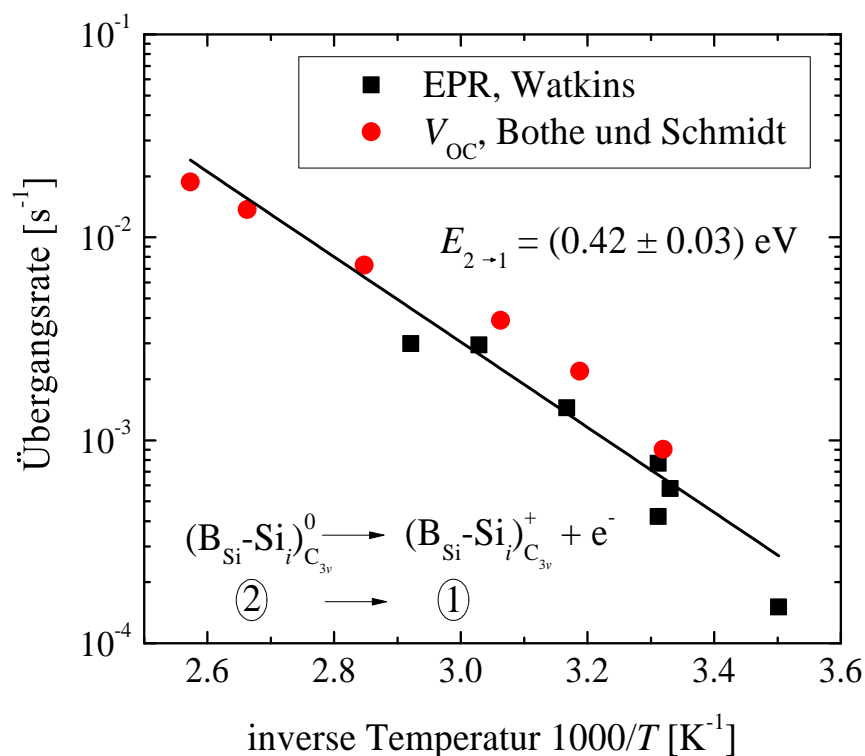 10⁻¹
10⁻²
10⁻³
10⁻⁴
Übergangsrate [s⁻¹]
EPR, Watkins
V_OC, Bothe und Schmidt
E_2→1 = (0.42 ± 0.03) eV
(B_Si-Si_i)⁰_C_3v → (B_Si-Si_i)⁺_C_3v + e⁻
② → ①
2.6 2.8 3.0 3.2 3.4 3.6
inverse Temperatur 1000/T [K⁻¹]